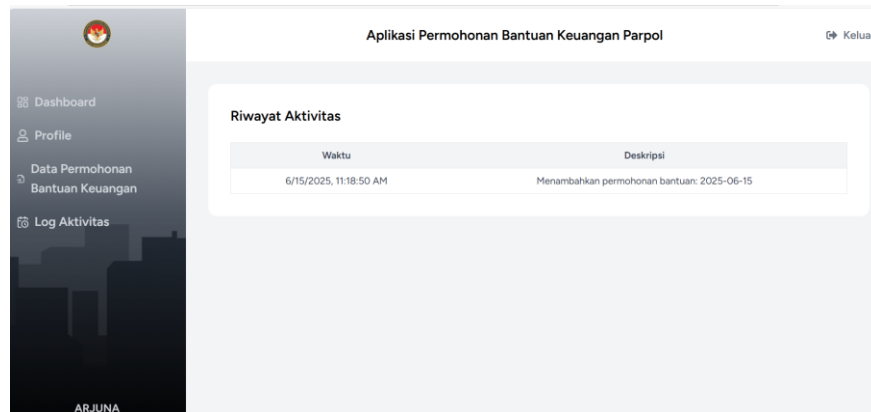 Aplikasi Permohonan Bantuan Keuangan Parpol
Kelua
Dashboard
Profile
Data Permohonan
Bantuan Keuangan
Log Aktivitas
ARJUNA
Riwayat Aktivitas
Waktu Deskripsi
6/15/2025, 11:18:50 AM Menambahkan permohonan bantuan: 2025-06-15